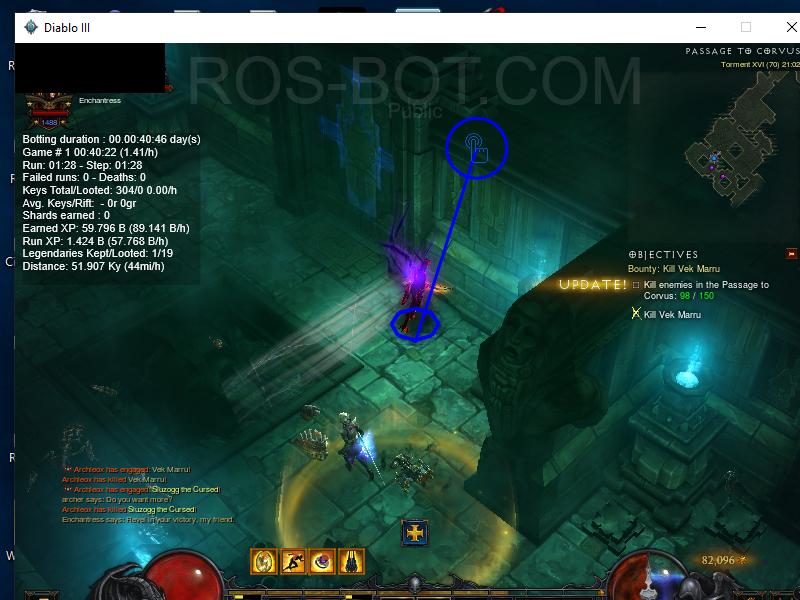 Diablo III
PASSAGE TO CORVUS
Torment XVI (70) 21:02
ROS-BOT.COM
Public
Enchantress
1488
Botting duration : 00.00:40:46 day(s)
Game # 1 00:40:22 (1.41/h)
Run: 01:28 - Step: 01:28
Failed runs: 0 - Deaths: 0
Keys Total/Looted: 304/0 0.00/h
Avg. Keys/Rift: - 0r 0gr
Shards earned : 0
Earned XP: 59.796 B (89.141 B/h)
Run XP: 1.424 B (57.768 B/h)
Legendaries Kept/Looted: 1/19
Distance: 51.907 Ky (44mi/h)
OBJECTIVES
Bounty: Kill Vek Marru
UPDATE!
Kill enemies in the Passage to
Corvus: 98 / 150
Kill Vek Marru
Archleox has engaged: Vek Marru!
Archleox has killed Vek Marru!
Archleox has engaged Sluzogg the Cursed!
archer says: Do you want more?
Archleox has killed Sluzogg the Cursed!
Enchantress says: Revel in your victory, my friend.
82,096